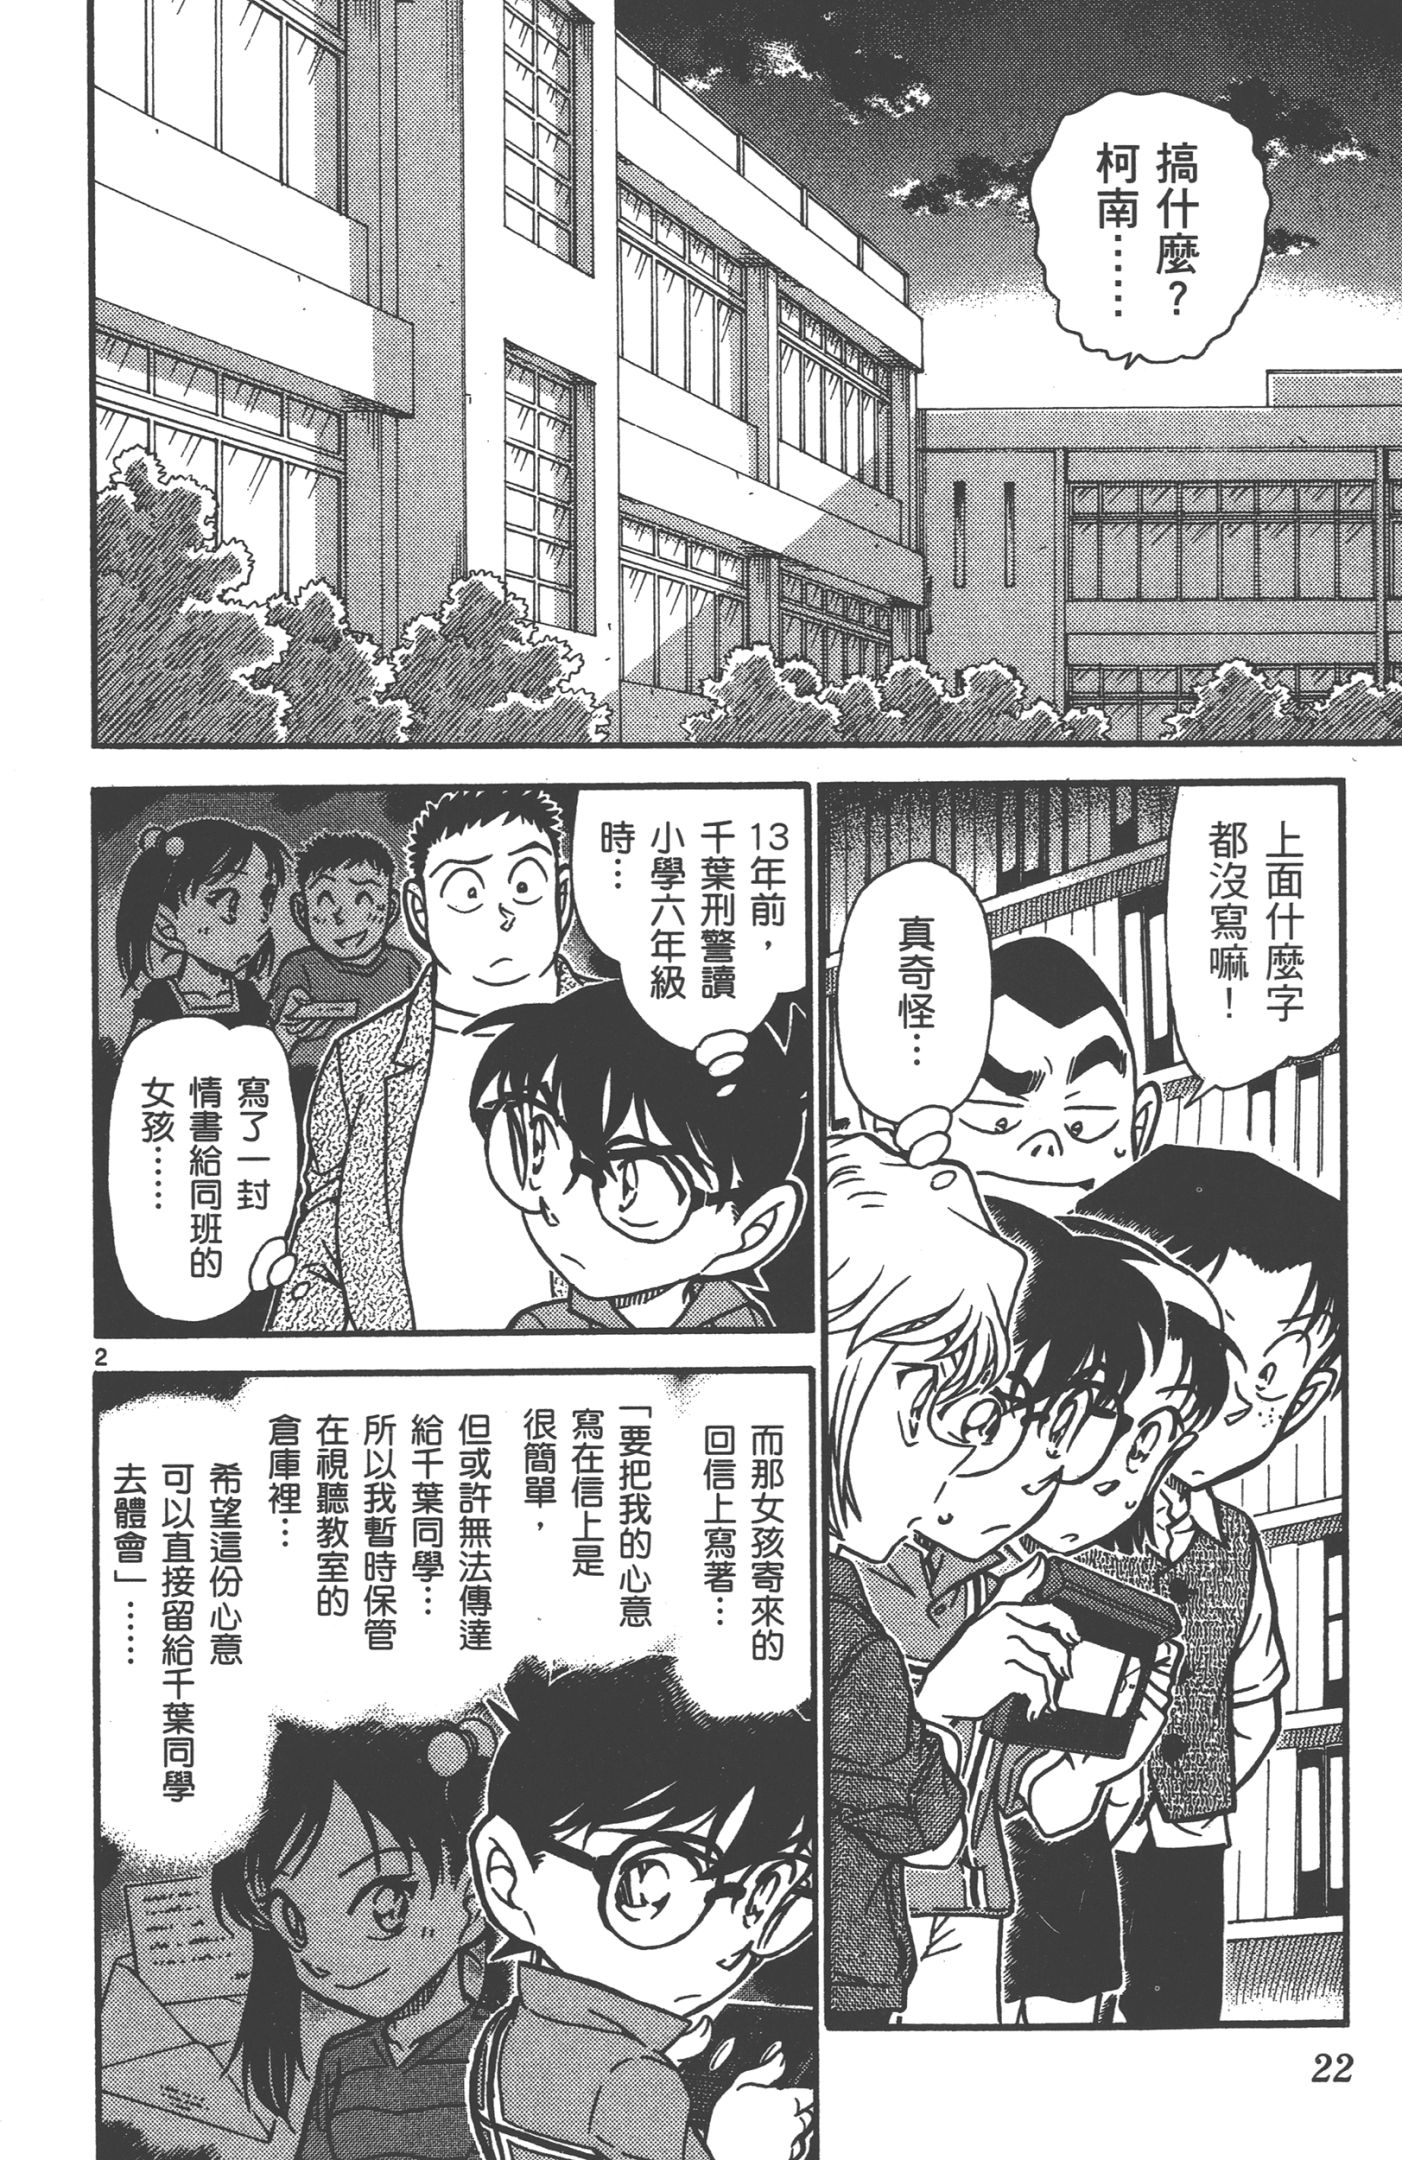 搞什麼？
柯南……
上面什麼字
都沒寫嘛！
真奇怪…
13年前，
千葉刑警讀
小學六年級
時…
寫了一封
情書給同班的
女孩……
2
而那女孩寄來的
回信上寫著…
「要把我的心意
寫在信上是
很簡單，
但或許無法傳達
給千葉同學…
所以我暫時保管
在視聽教室的
倉庫裡…
希望這份心意
可以直接留給千葉同學
去體會」……
22